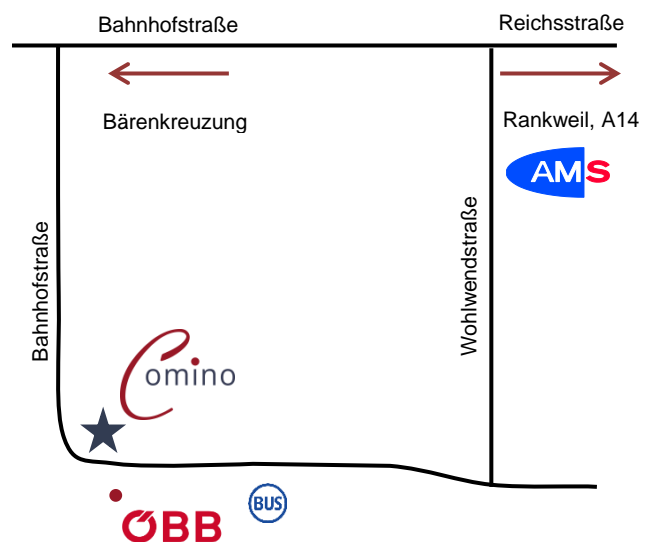 Bahnhofstraße
Reichsstraße
Bärenkreuzung
Rankweil, A14
AMS
Bahnhofstraße
Wohlwendstraße
Comino
ÖBB
BUS